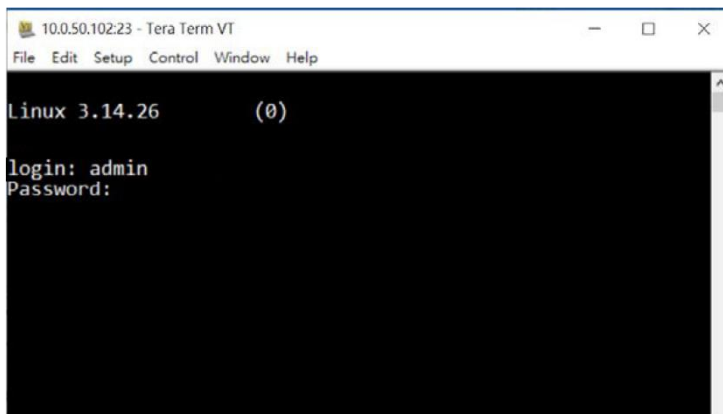 10.0.50.102:23 - Tera Term VT
File Edit Setup Control Window Help
Linux 3.14.26 (0)
login: admin
Password: